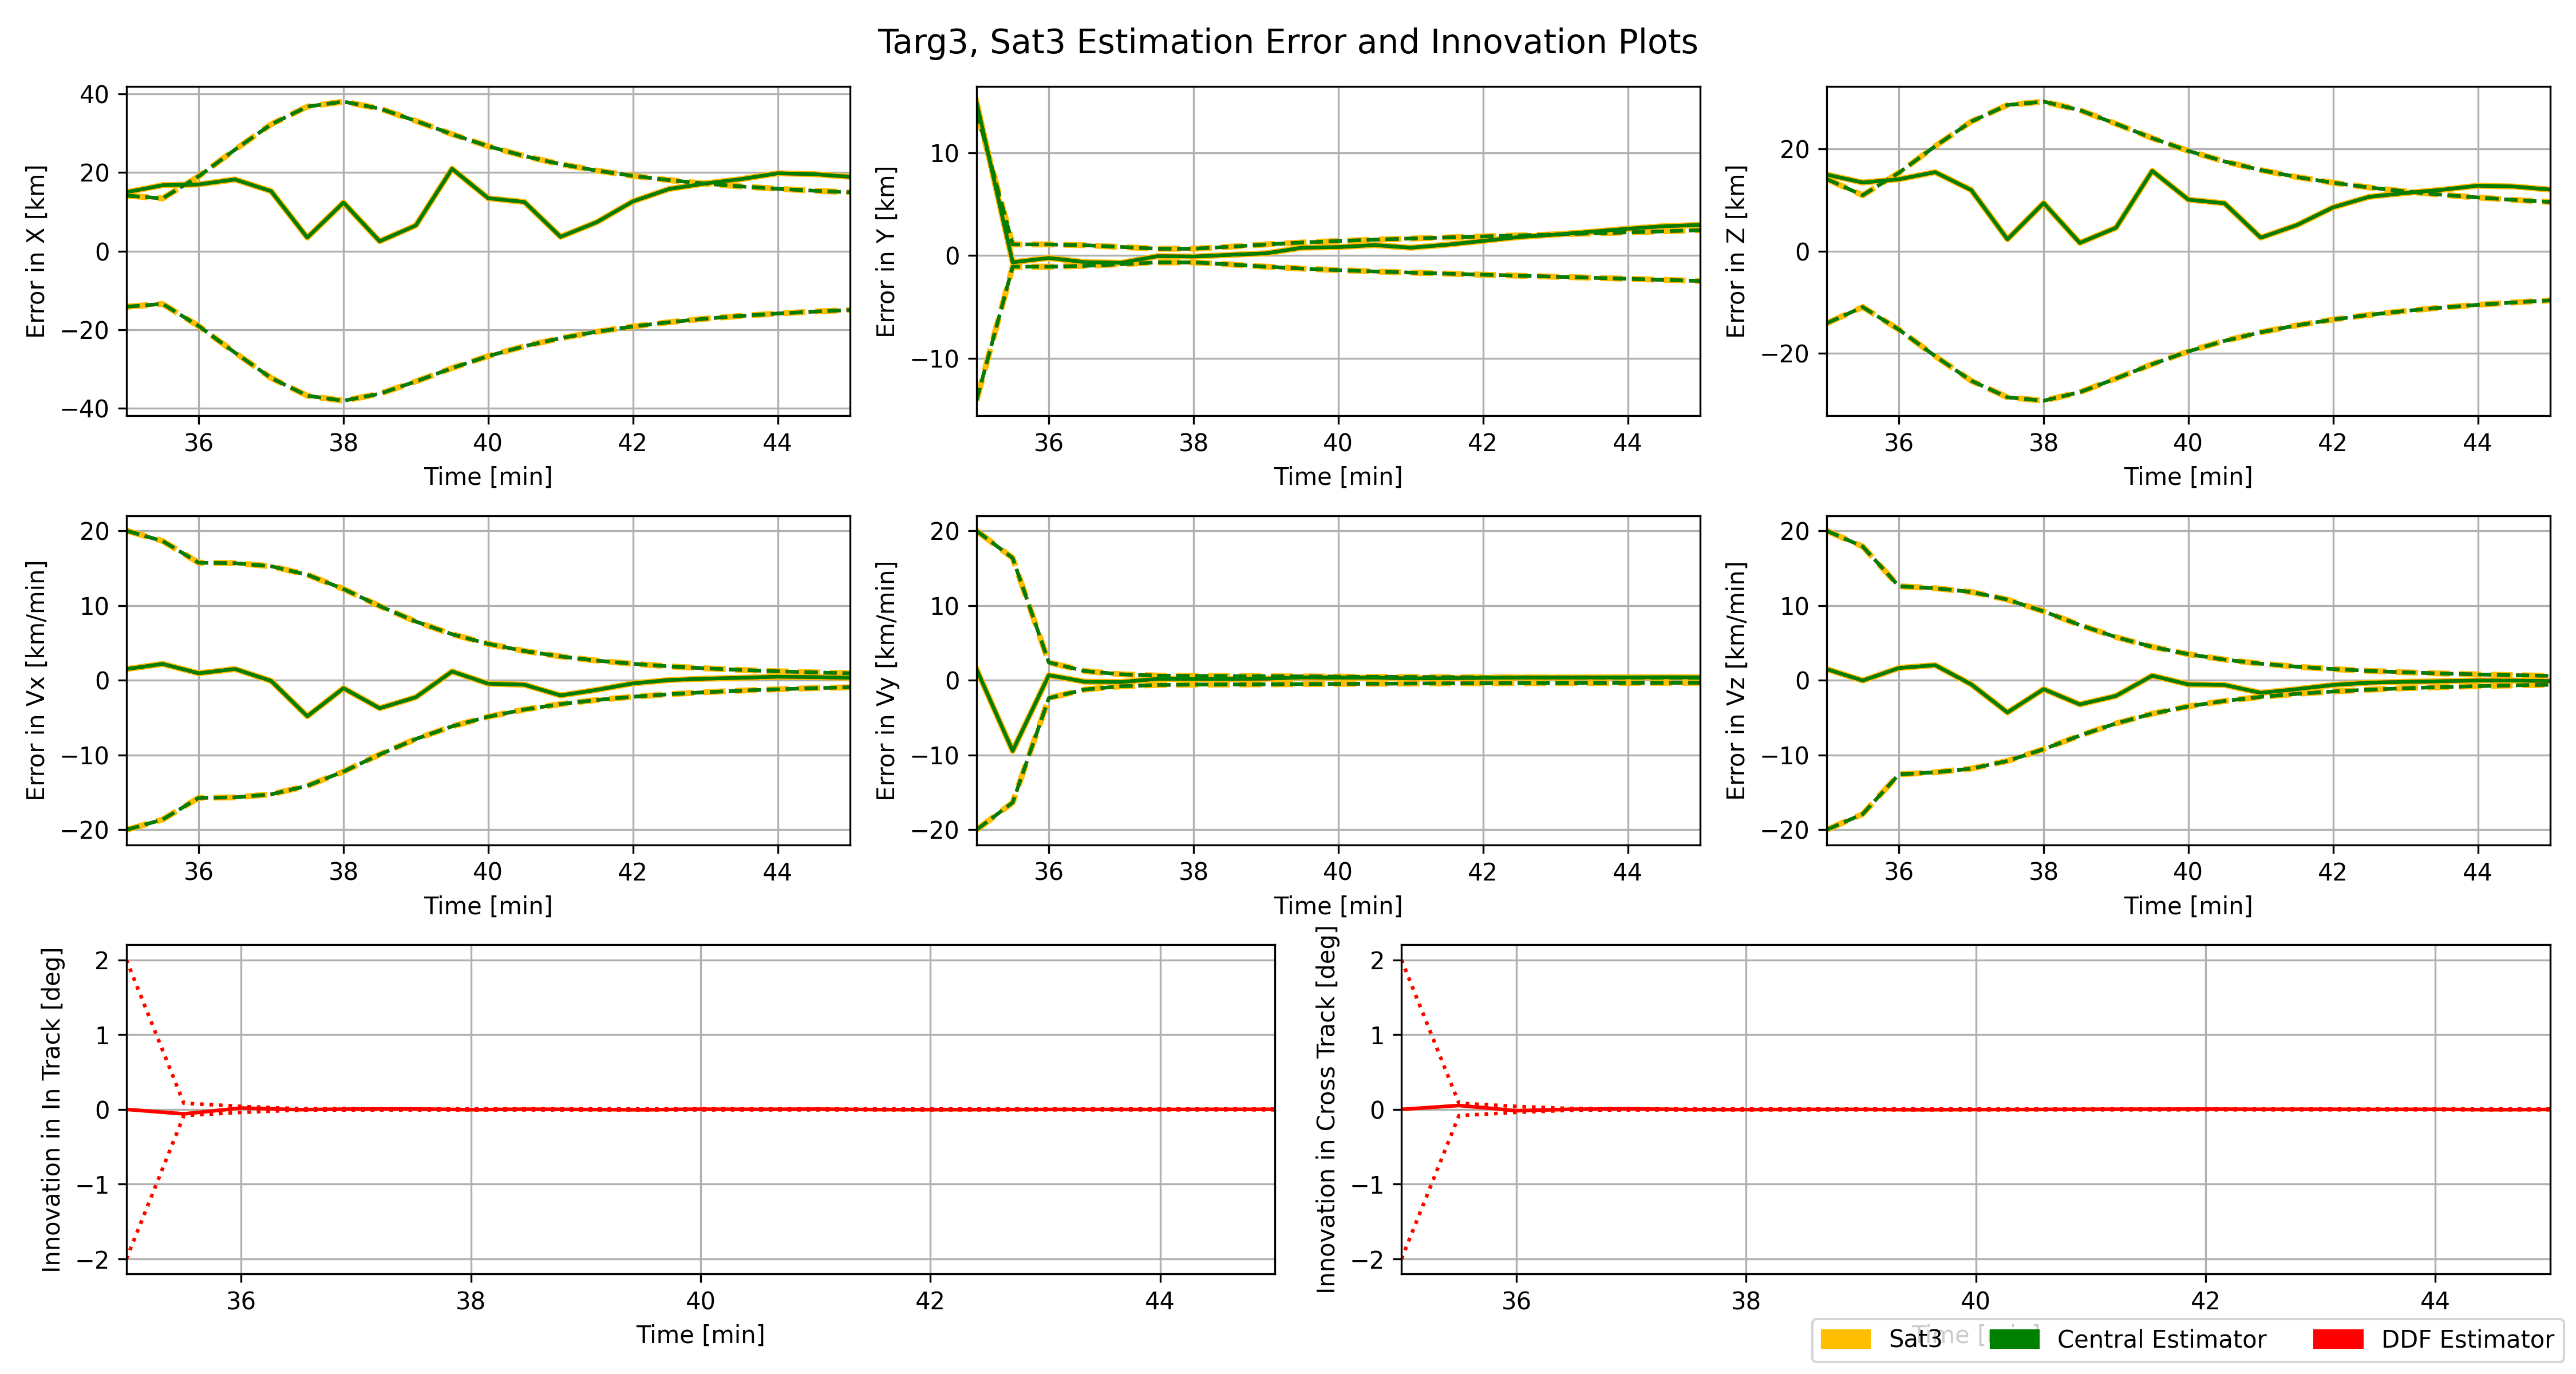 Targ3, Sat3 Estimation Error and Innovation Plots
Error in X [km]
40
20
0
−20
−40
36 38 40 42 44
Time [min]
Error in Y [km]
10
0
−10
36 38 40 42 44
Time [min]
Error in Z [km]
20
0
−20
36 38 40 42 44
Time [min]
Error in Vx [km/min]
20
10
0
−10
−20
36 38 40 42 44
Time [min]
Error in Vy [km/min]
20
10
0
−10
−20
36 38 40 42 44
Time [min]
Error in Vz [km/min]
20
10
0
−10
−20
36 38 40 42 44
Time [min]
Innovation in In Track [deg]
2
1
0
−1
−2
36 38 40 42 44
Time [min]
Innovation in Cross Track [deg]
2
1
0
−1
−2
36 38 40 42 44
Time [min]
Sat3 Central Estimator DDF Estimator